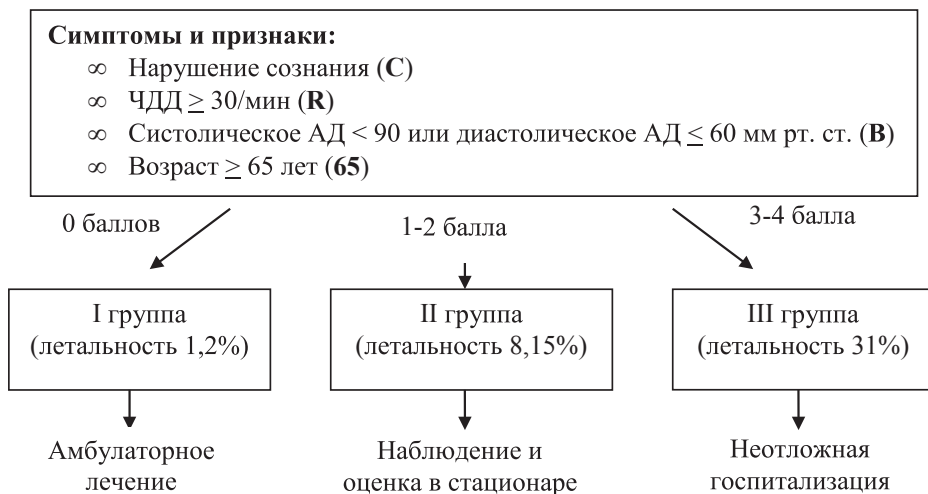 Симптомы и признаки:
∞ Нарушение сознания (C)
∞ ЧДД ≥ 30/мин (R)
∞ Систолическое АД < 90 или диастолическое АД ≤ 60 мм рт. ст. (B)
∞ Возраст ≥ 65 лет (65)
0 баллов
1-2 балла
3-4 балла
I группа
(летальность 1,2%)
II группа
(летальность 8,15%)
III группа
(летальность 31%)
Амбулаторное
лечение
Наблюдение и
оценка в стационаре
Неотложная
госпитализация